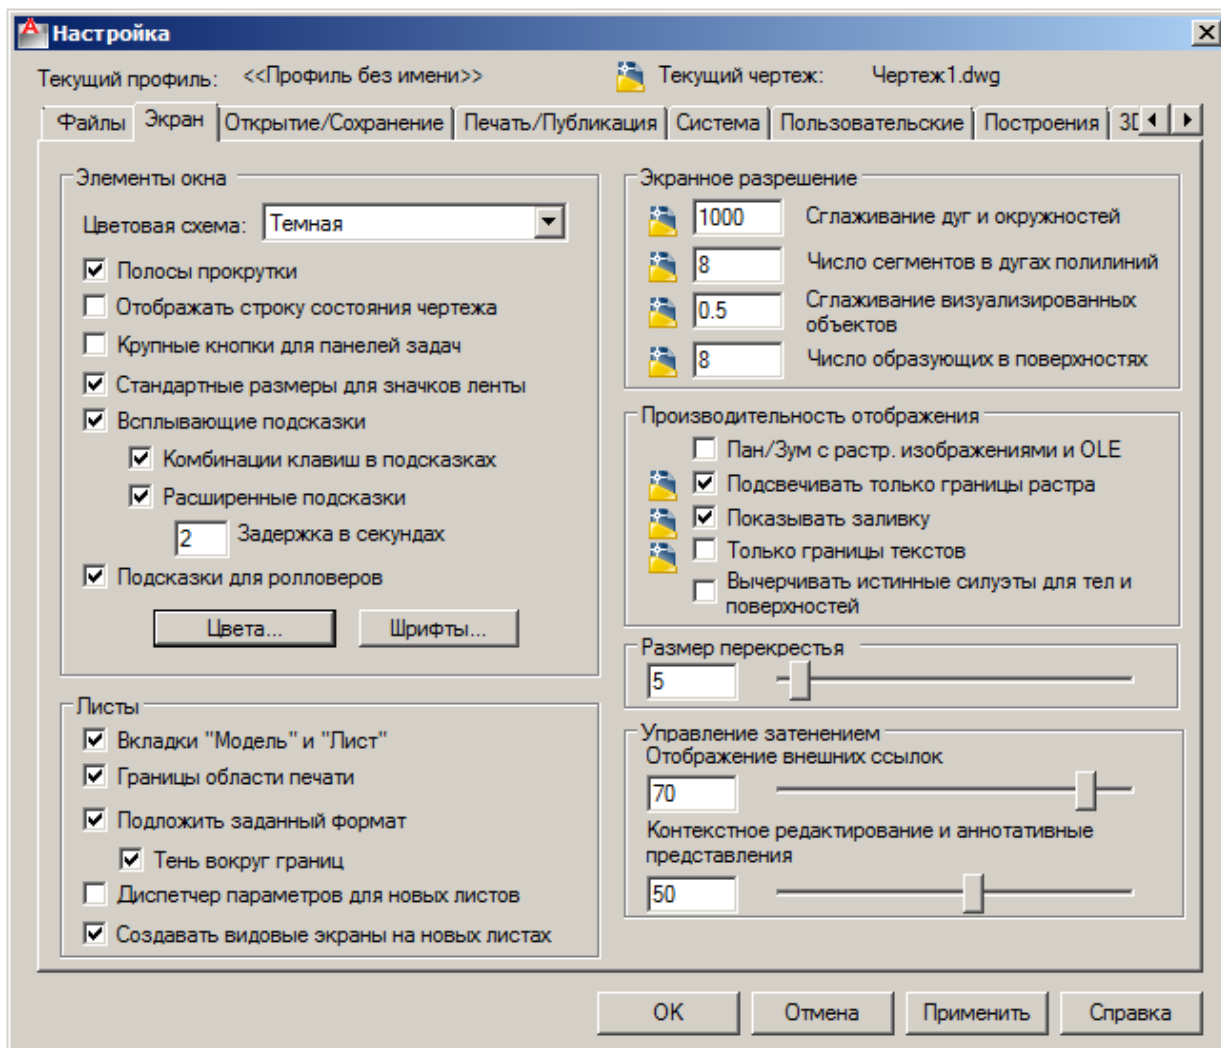 Настройка
Текущий профиль: <<Профиль без имени>> Текущий чертеж: Чертеж1.dwg
Файлы Экран Открытие/Сохранение Печать/Публикация Система Пользовательские Построения 3D
Элементы окна
Цветовая схема: Темная
Полосы прокрутки
Отображать строку состояния чертежа
Крупные кнопки для панелей задач
Стандартные размеры для значков ленты
Всплывающие подсказки
Комбинации клавиш в подсказках
Расширенные подсказки
2 Задержка в секундах
Подсказки для ролловеров
Цвета... Шрифты...
Листы
Вкладки "Модель" и "Лист"
Границы области печати
Подложить заданный формат
Тень вокруг границ
Диспетчер параметров для новых листов
Создавать видовые экраны на новых листах
Экранное разрешение
1000 Сглаживание дуг и окружностей
8 Число сегментов в дугах полилиний
0.5 Сглаживание визуализированных
объектов
8 Число образующих в поверхностях
Производительность отображения
Пан/Зум с растр. изображениями и OLE
Подсвечивать только границы растра
Показывать заливку
Только границы текстов
Вычерчивать истинные силуэты для тел и
поверхностей
Размер перекрестья
5
Управление затенением
Отображение внешних ссылок
70
Контекстное редактирование и аннотативные
представления
50
OK Отмена Применить Справка